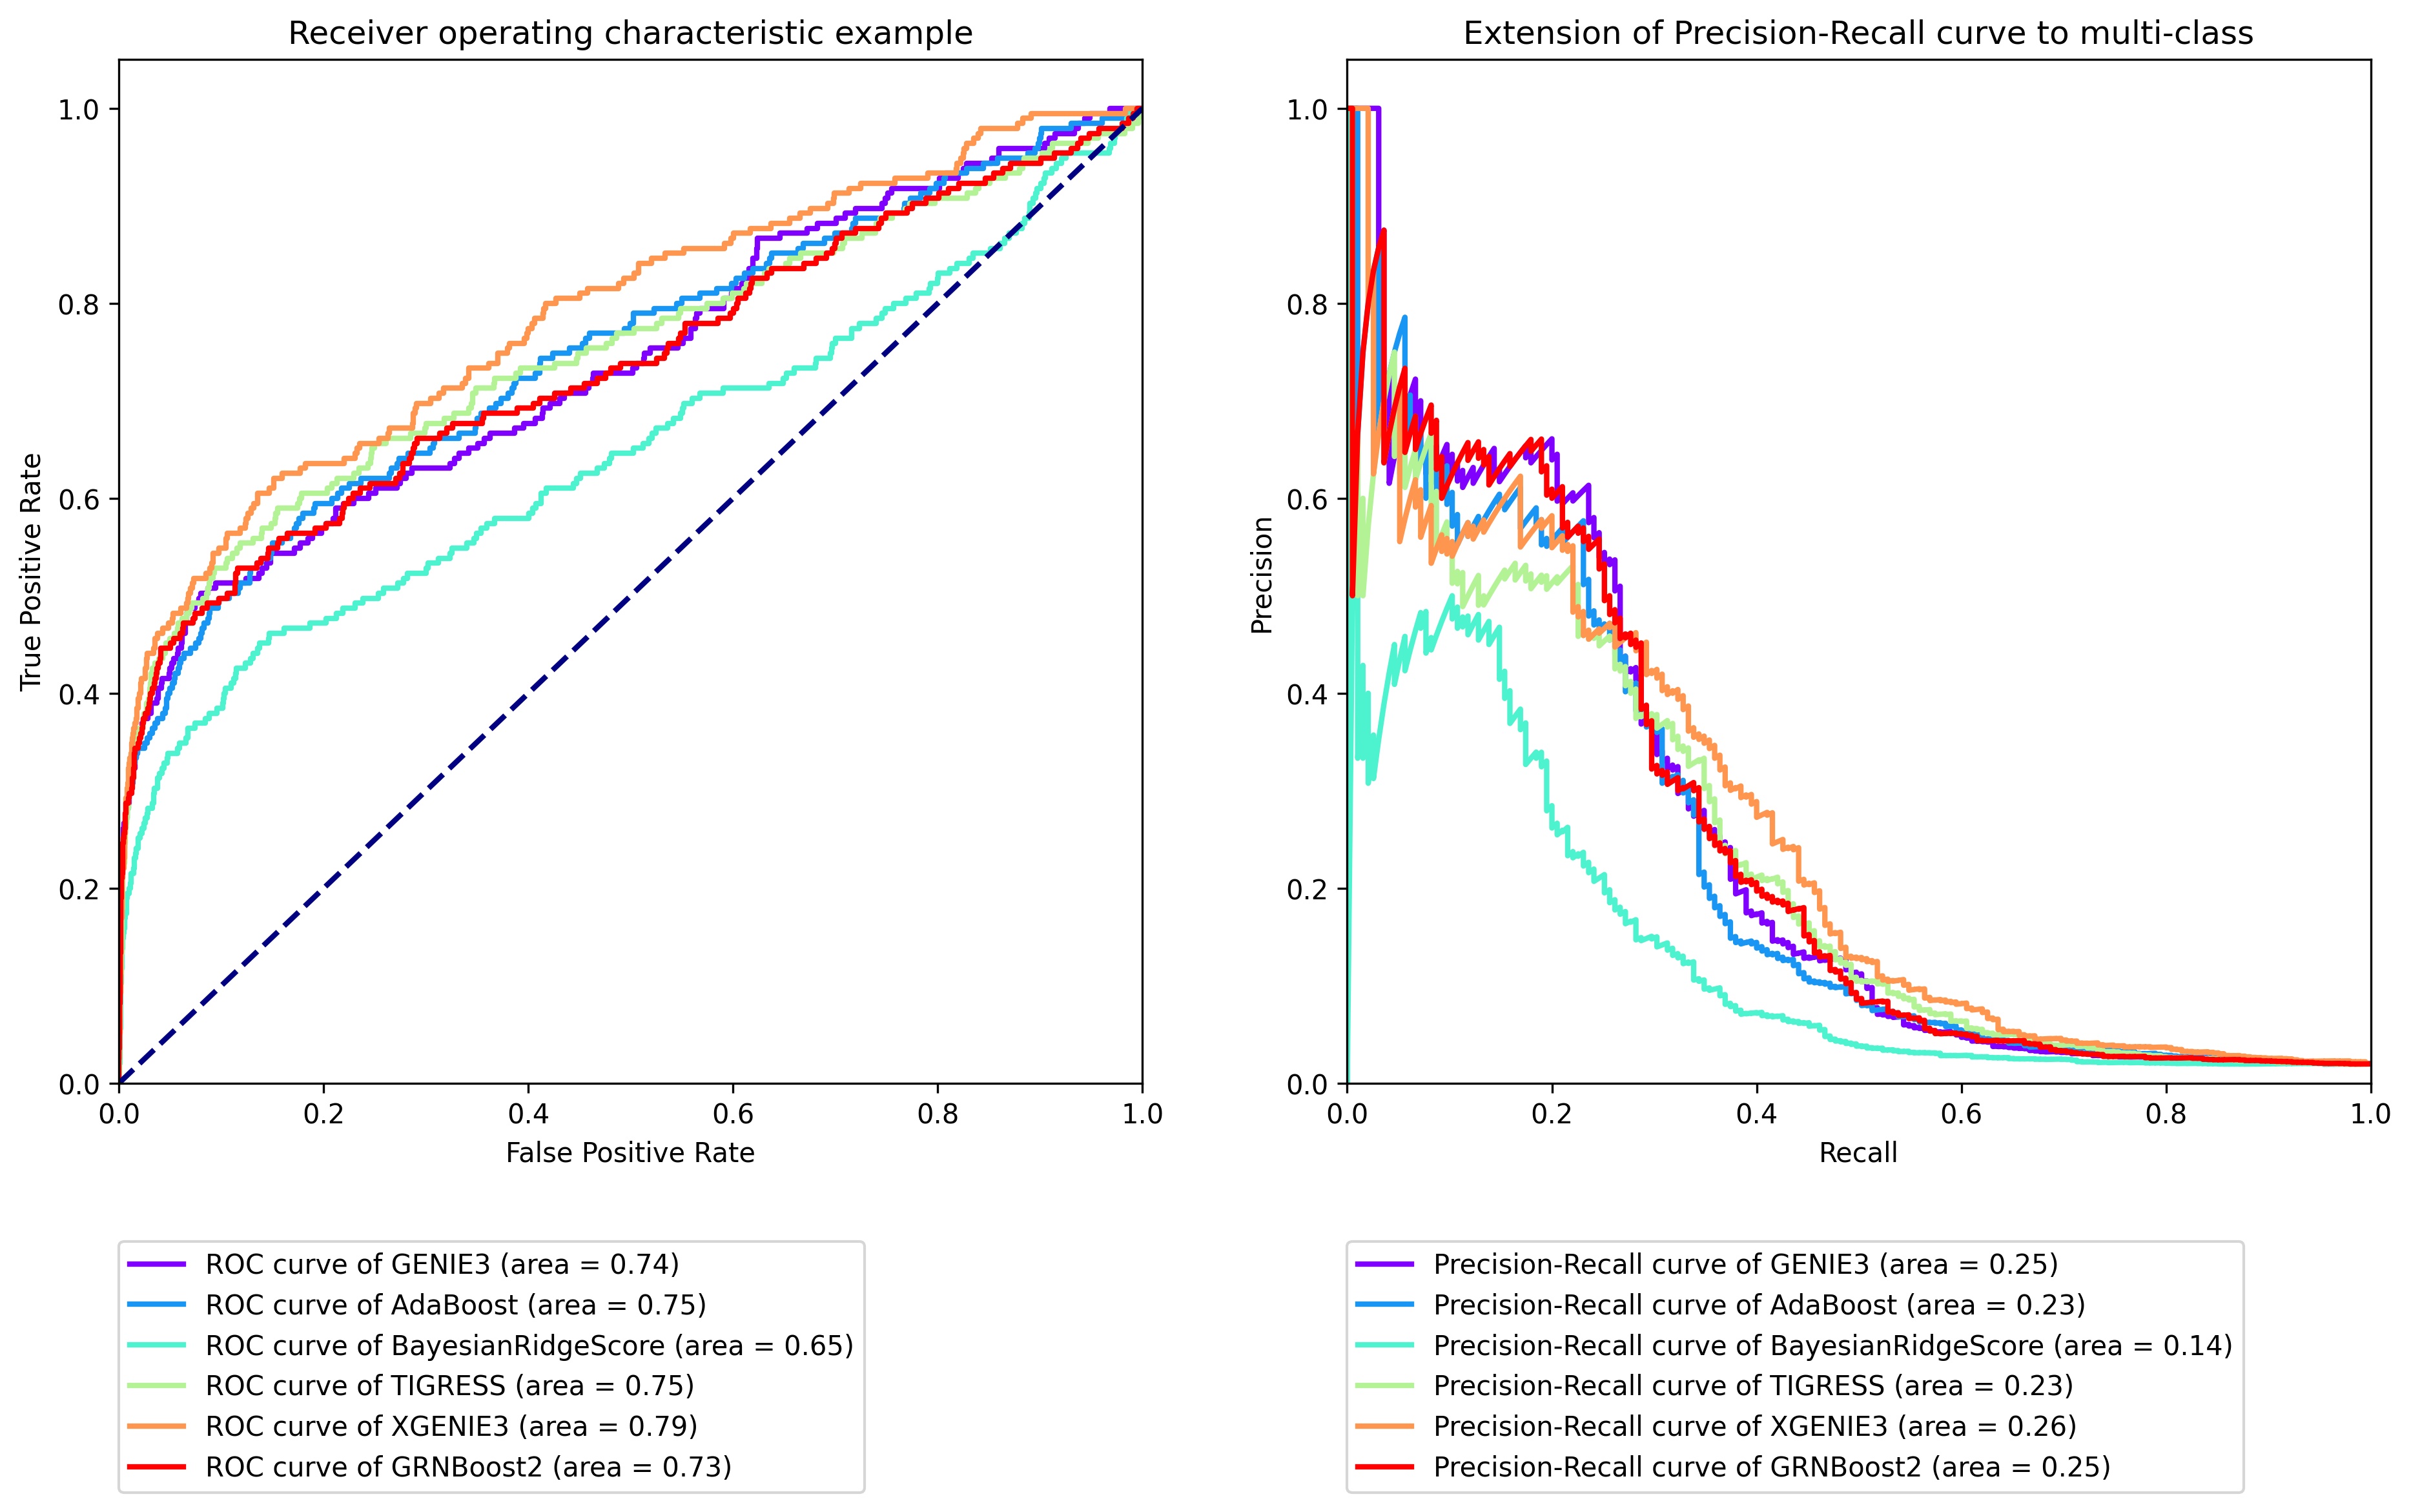 Receiver operating characteristic example
1.0
0.8
0.6
0.4
0.2
0.0
True Positive Rate
0.0 0.2 0.4 0.6 0.8 1.0
False Positive Rate
ROC curve of GENIE3 (area = 0.74)
ROC curve of AdaBoost (area = 0.75)
ROC curve of BayesianRidgeScore (area = 0.65)
ROC curve of TIGRESS (area = 0.75)
ROC curve of XGENIE3 (area = 0.79)
ROC curve of GRNBoost2 (area = 0.73)
Extension of Precision-Recall curve to multi-class
1.0
0.8
0.6
0.4
0.2
0.0
Precision
0.0 0.2 0.4 0.6 0.8 1.0
Recall
Precision-Recall curve of GENIE3 (area = 0.25)
Precision-Recall curve of AdaBoost (area = 0.23)
Precision-Recall curve of BayesianRidgeScore (area = 0.14)
Precision-Recall curve of TIGRESS (area = 0.23)
Precision-Recall curve of XGENIE3 (area = 0.26)
Precision-Recall curve of GRNBoost2 (area = 0.25)